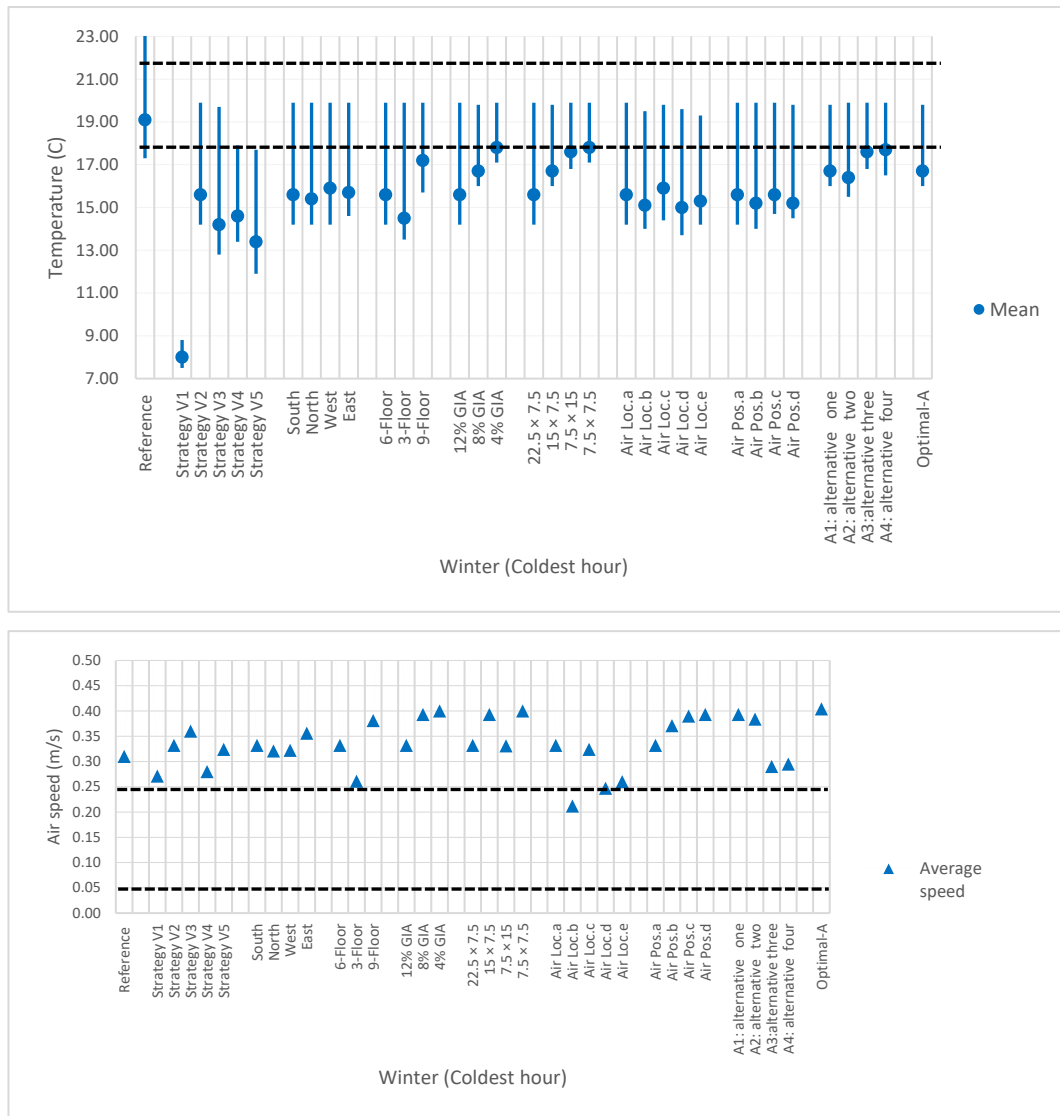 23.00
21.00
19.00
17.00
15.00
13.00
11.00
9.00
7.00
Temperature (C)
Reference
Strategy V1
Strategy V2
Strategy V3
Strategy V4
Strategy V5
South
North
West
East
6-Floor
3-Floor
9-Floor
12% GIA
8% GIA
4% GIA
22.5 × 7.5
15 × 7.5
7.5 × 15
7.5 × 7.5
Air Loc.a
Air Loc.b
Air Loc.c
Air Loc.d
Air Loc.e
Air Pos.a
Air Pos.b
Air Pos.c
Air Pos.d
A1: alternative one
A2: alternative two
A3:alternative three
A4: alternative four
Optimal-A
Winter (Coldest hour)
Mean
0.50
0.45
0.40
0.35
0.30
0.25
0.20
0.15
0.10
0.05
0.00
Air speed (m/s)
Reference
Strategy V1
Strategy V2
Strategy V3
Strategy V4
Strategy V5
South
North
West
East
6-Floor
3-Floor
9-Floor
12% GIA
8% GIA
4% GIA
22.5 × 7.5
15 × 7.5
7.5 × 15
7.5 × 7.5
Air Loc.a
Air Loc.b
Air Loc.c
Air Loc.d
Air Loc.e
Air Pos.a
Air Pos.b
Air Pos.c
Air Pos.d
A1: alternative one
A2: alternative two
A3:alternative three
A4: alternative four
Optimal-A
Winter (Coldest hour)
Average
speed